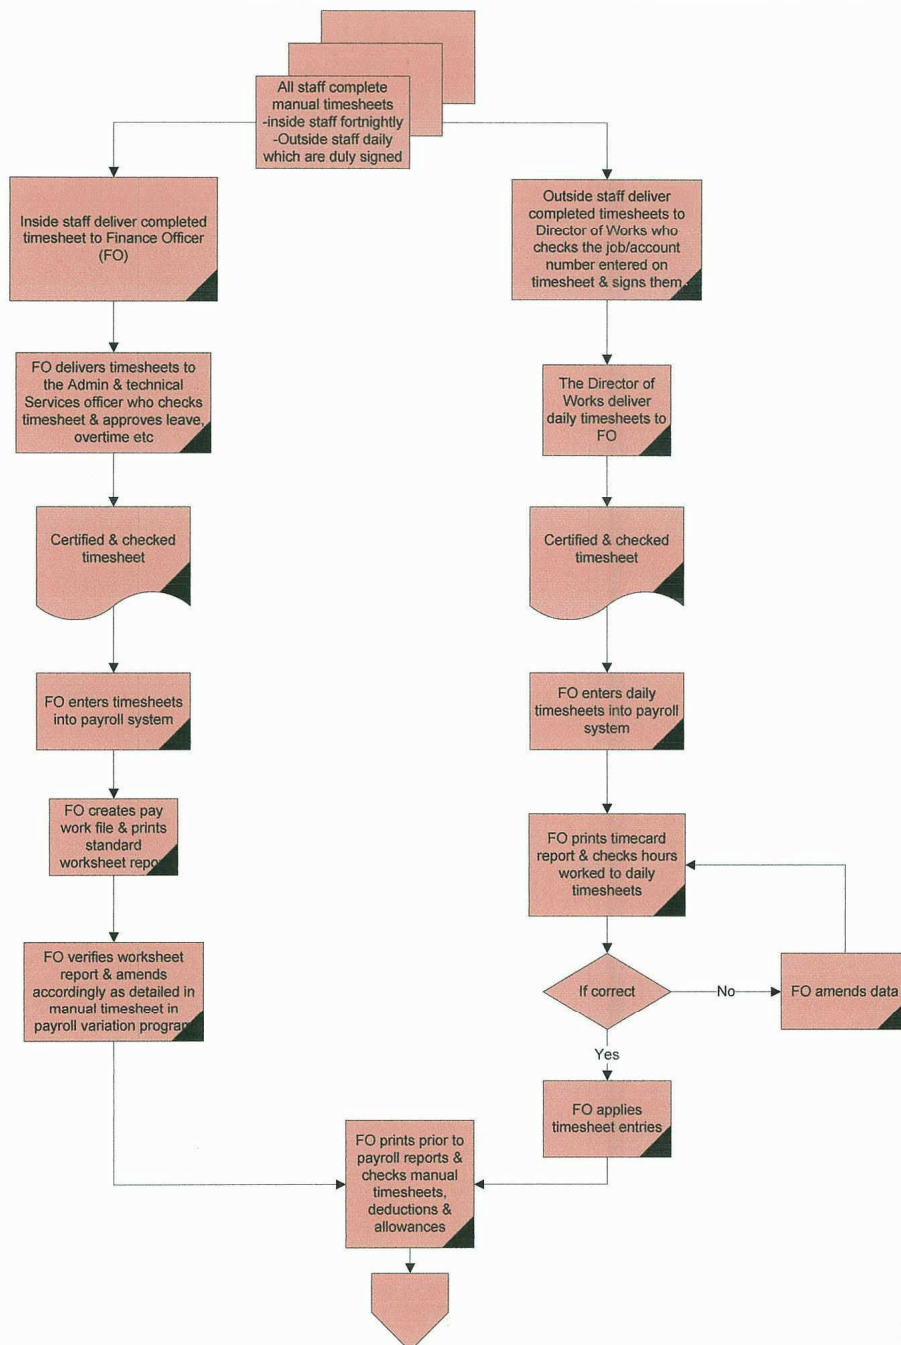 All staff complete
manual timesheets
-inside staff fortnightly
-Outside staff daily
which are duly signed
Inside staff deliver completed
timesheet to Finance Officer
(FO)
Outside staff deliver
completed timesheets to
Director of Works who
checks the job/account
number entered on
timesheet & signs them,
FO delivers timesheets to
the Admin & technical
Services officer who checks
timesheet & approves leave,
overtime etc
The Director of
Works deliver
daily timesheets to
FO
Certified & checked
timesheet
Certified & checked
timesheet
FO enters timesheets
into payroll system
FO enters daily
timesheets into payroll
system
FO creates pay
work file & prints
standard
worksheet report
FO prints timecard
report & checks hours
worked to daily
timesheets
FO verifies worksheet
report & amends
accordingly as detailed in
manual timesheet in
payroll variation program
If correct
No
FO amends data
Yes
FO applies
timesheet entries
FO prints prior to
payroll reports &
checks manual
timesheets,
deductions &
allowances